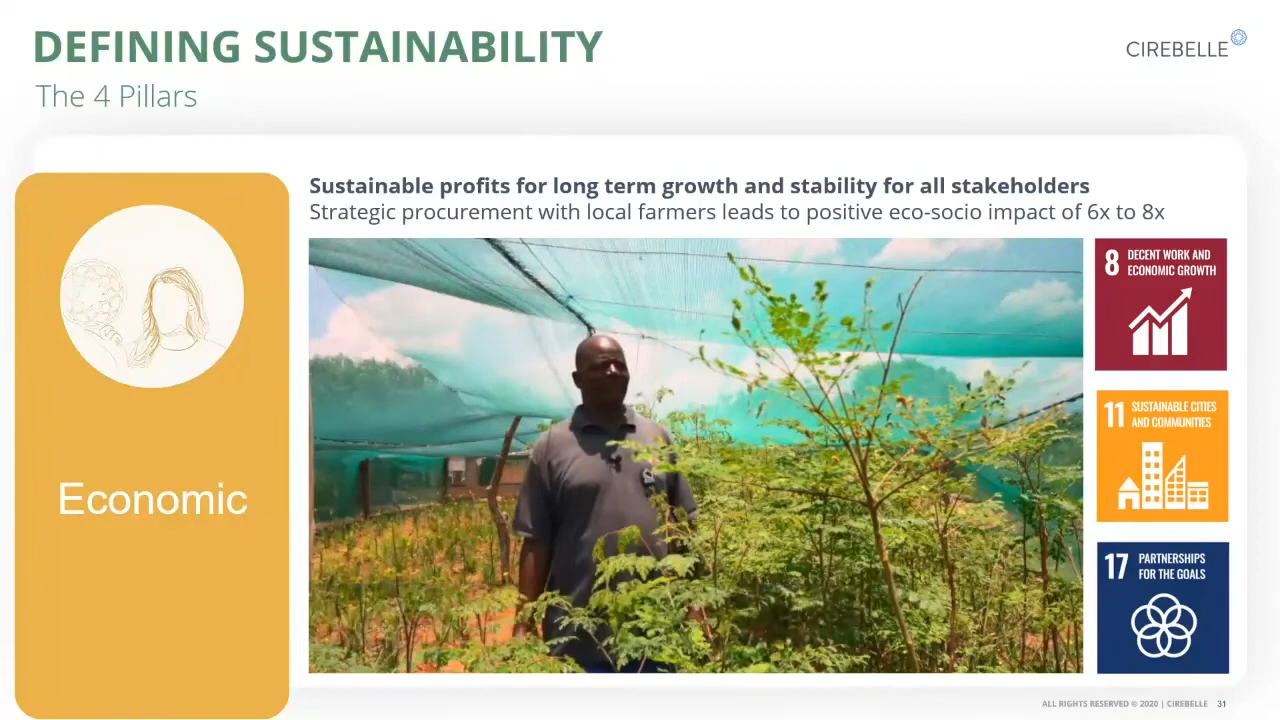 DEFINING SUSTAINABILITY
The 4 Pillars
CIREBELLE
Economic
Sustainable profits for long term growth and stability for all stakeholders
Strategic procurement with local farmers leads to positive eco-socio impact of 6x to 8x
8 DECENT WORK AND
ECONOMIC GROWTH
11 SUSTAINABLE CITIES
AND COMMUNITIES
17 PARTNERSHIPS
FOR THE GOALS
ALL RIGHTS RESERVED © 2020 | CIREBELLE 31